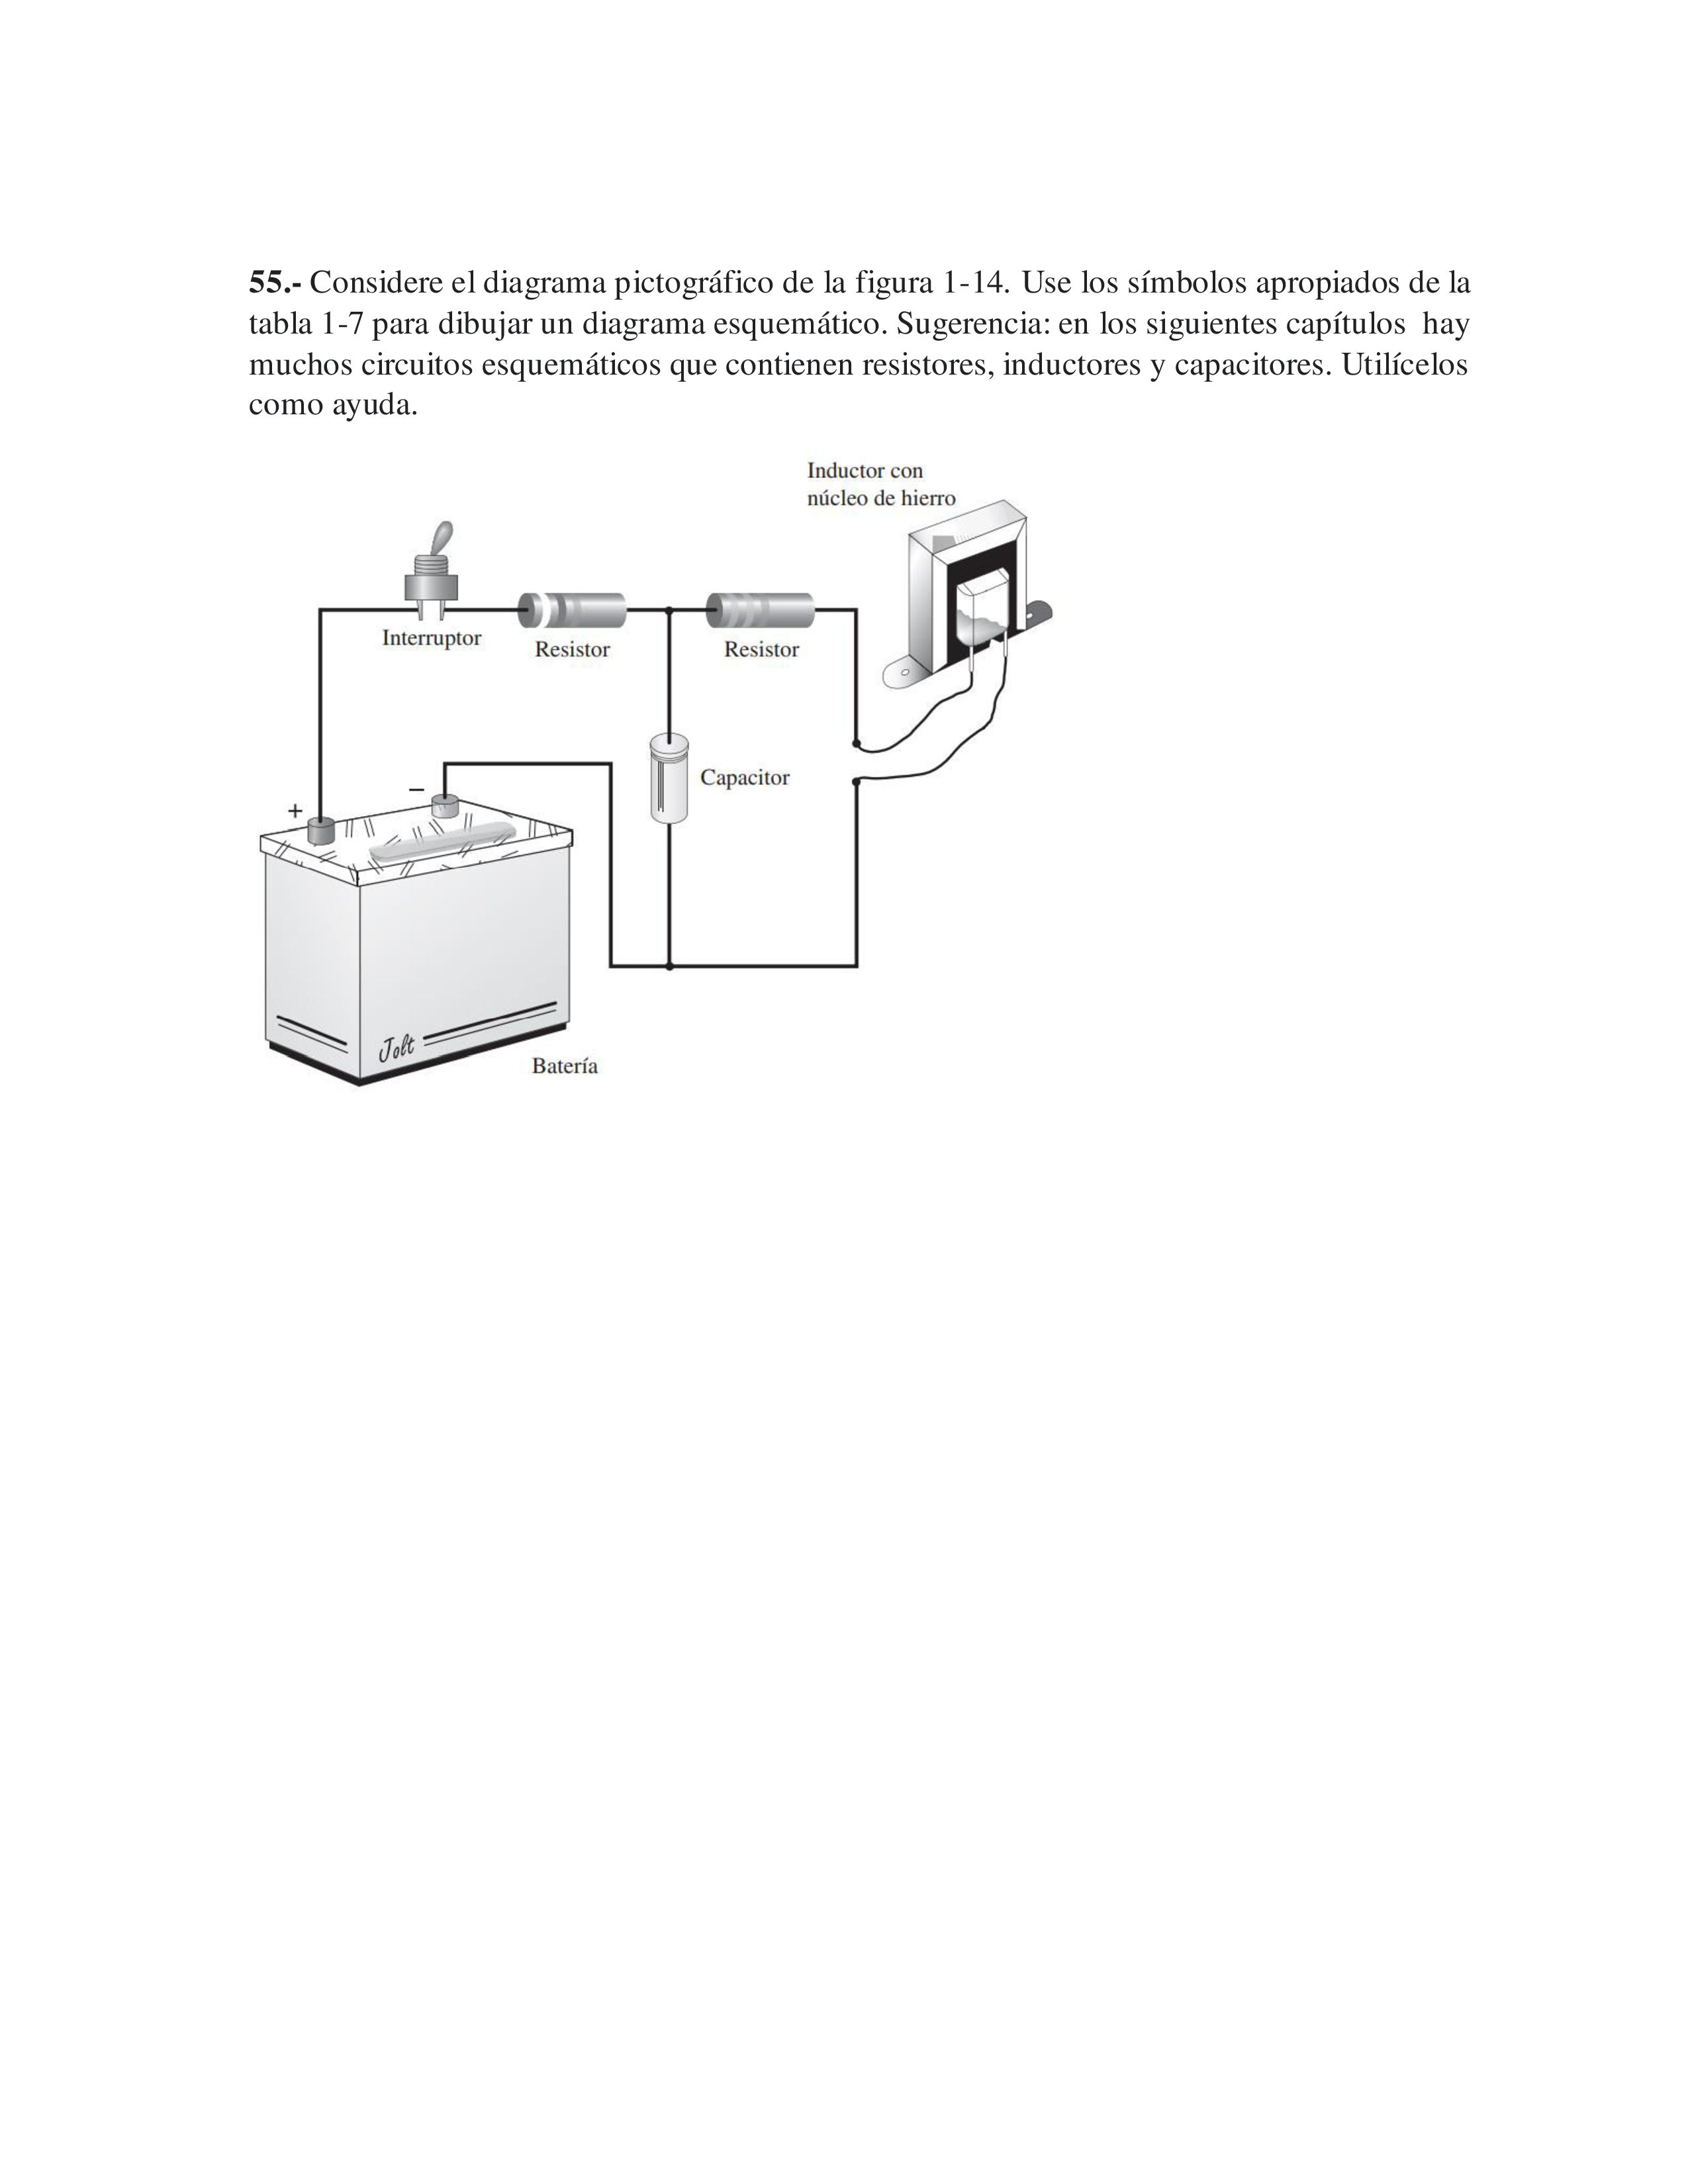 55.- Considere el diagrama pictográfico de la figura 1-14. Use los símbolos apropiados de la
tabla 1-7 para dibujar un diagrama esquemático. Sugerencia: en los siguientes capítulos hay
muchos circuitos esquemáticos que contienen resistores, inductores y capacitores. Utilícelos
como ayuda.
Inductor con
núcleo de hierro
Interruptor
Resistor
Resistor
Capacitor
−
+
Jolt
Batería